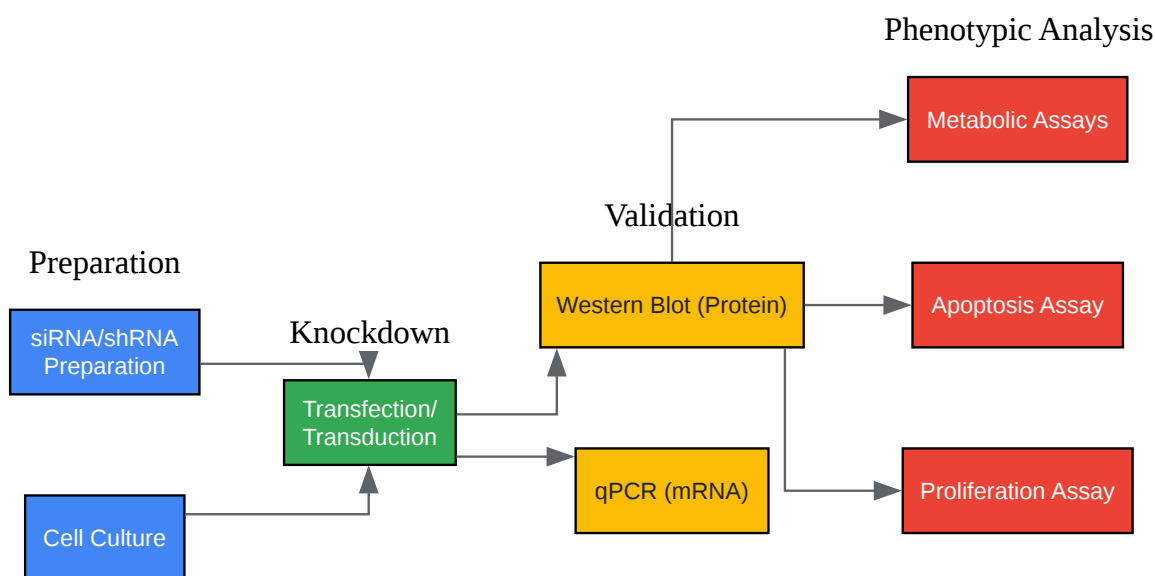 Phenotypic Analysis
Metabolic Assays
Validation
Preparation
Western Blot (Protein)
Apoptosis Assay
siRNA/shRNA
Preparation
Knockdown
Transfection/
Transduction
qPCR (mRNA)
Proliferation Assay
Cell Culture